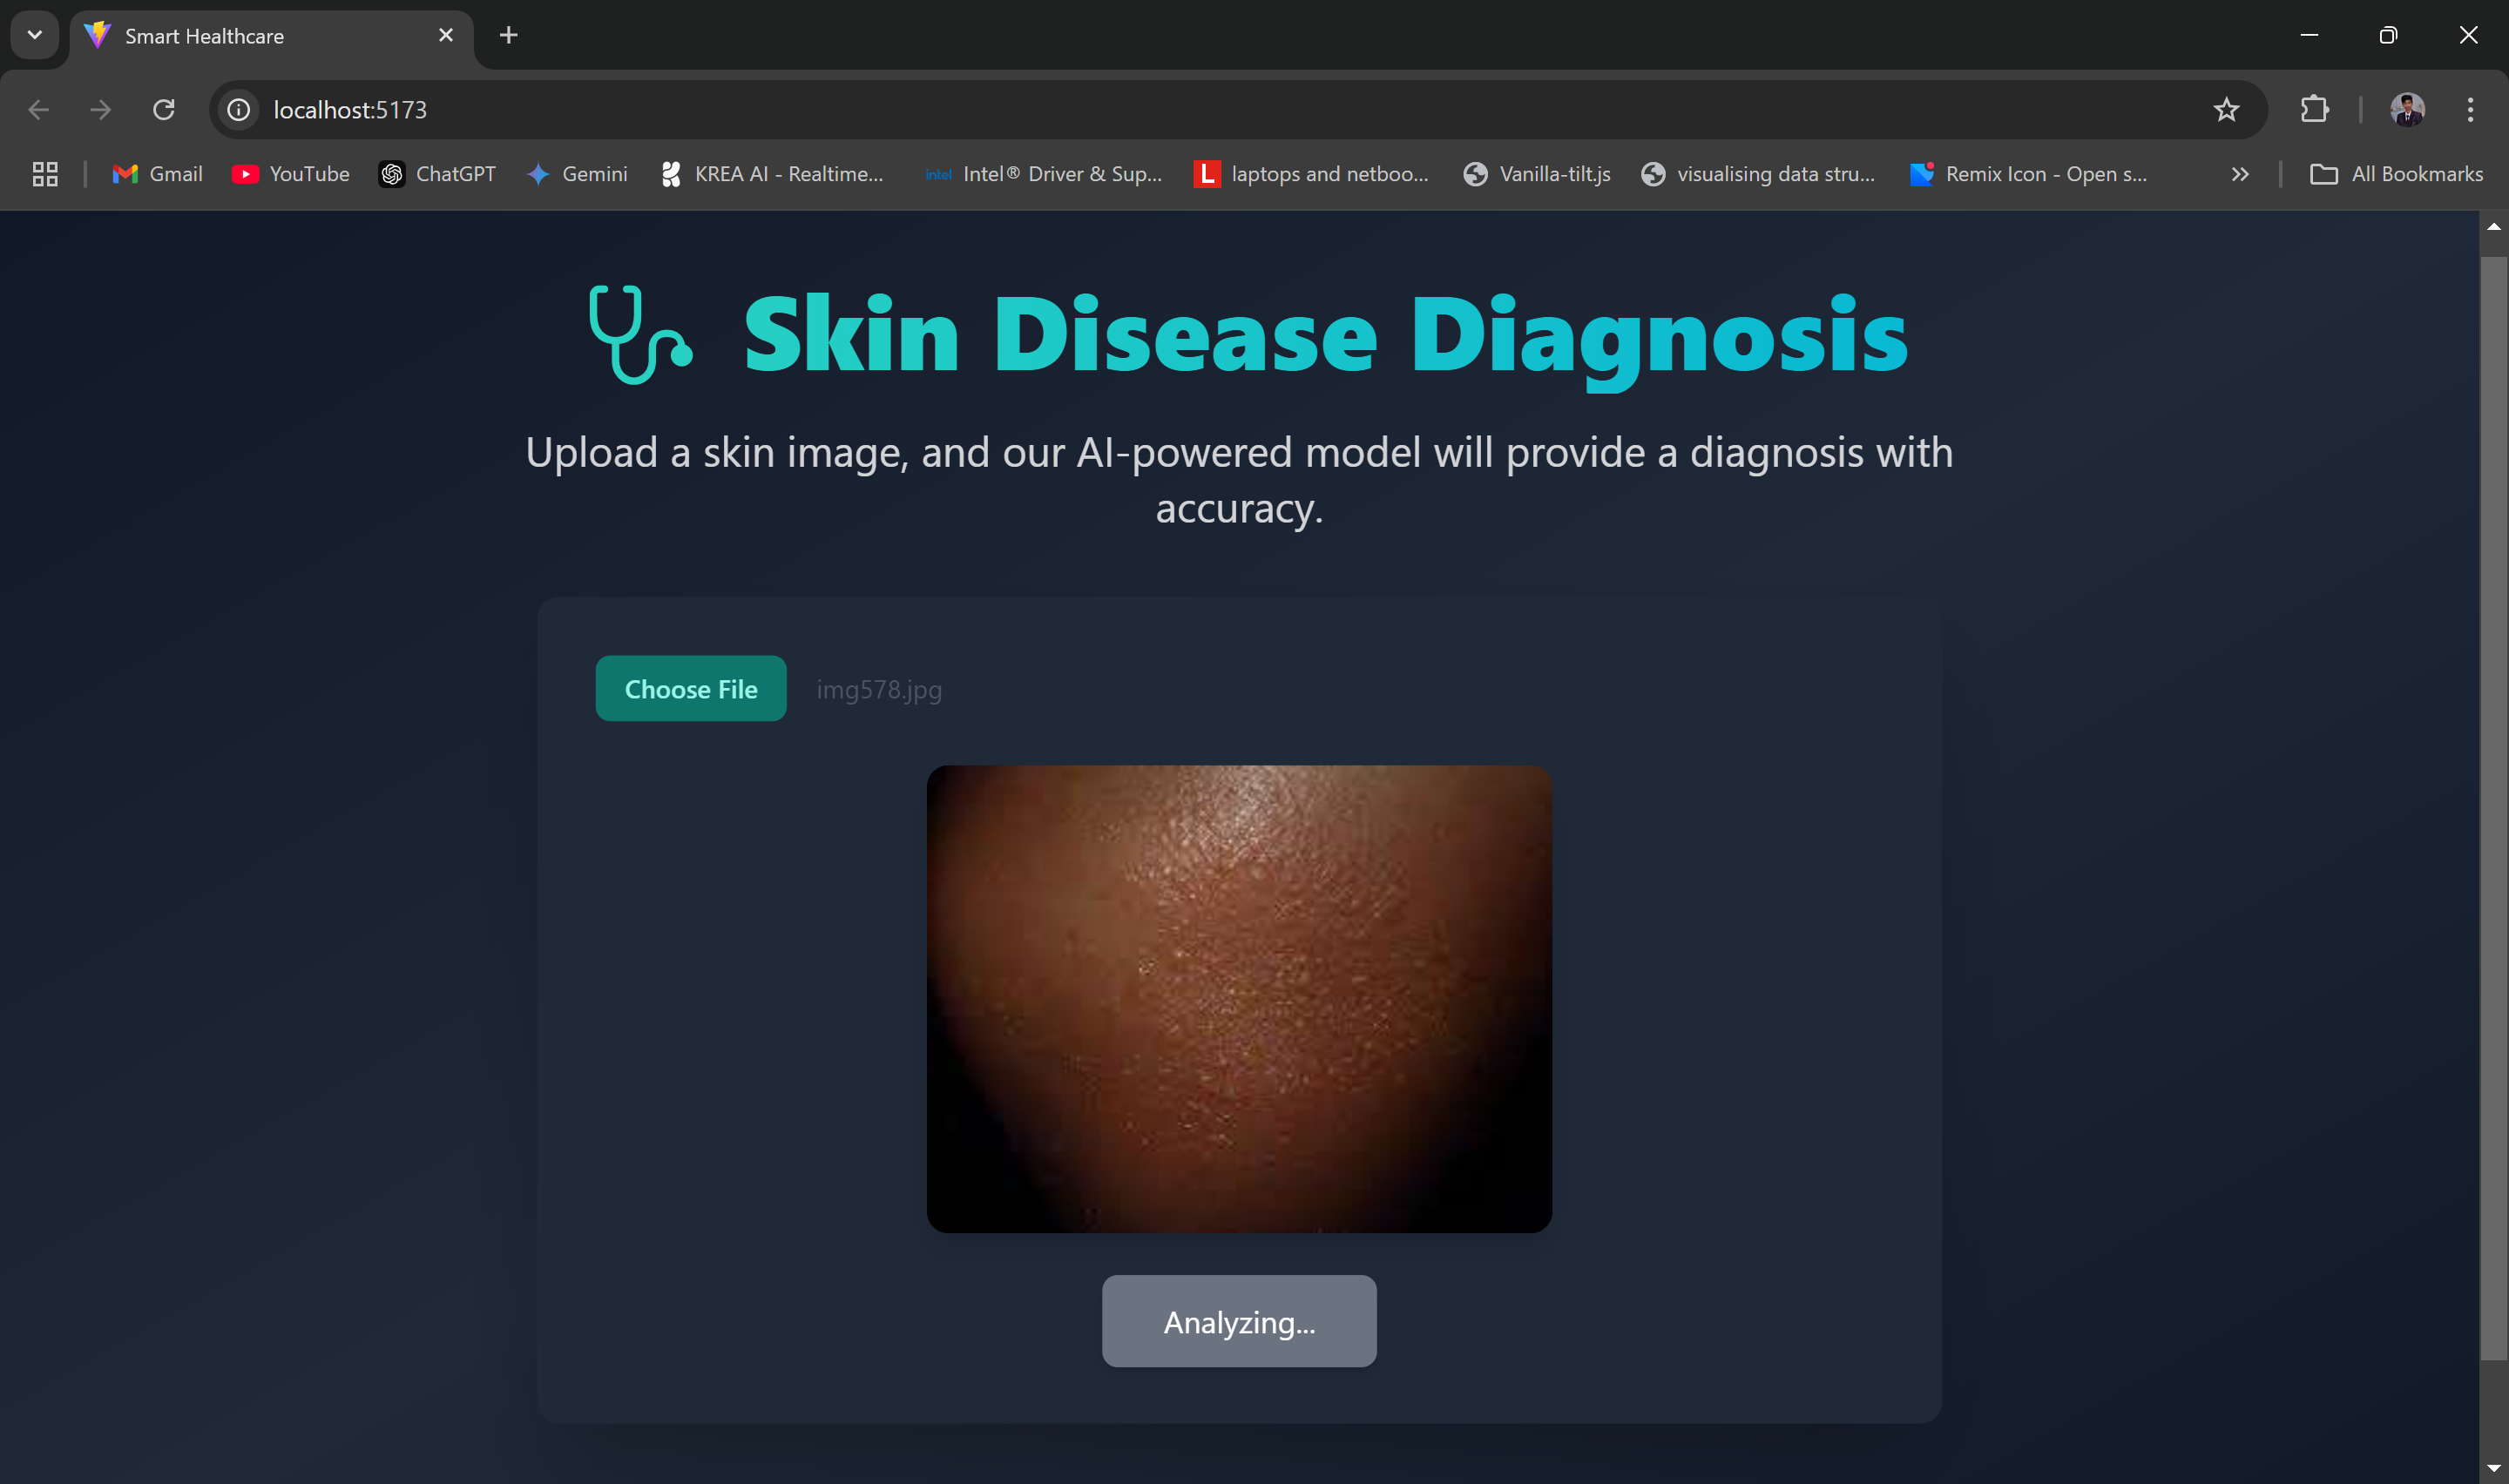 Smart Healthcare
localhost:5173
Gmail YouTube ChatGPT Gemini KREA AI - Realtime... intel Intel® Driver & Sup... L laptops and netboo... Vanilla-tilt.js visualising data stru... Remix Icon - Open s... All Bookmarks
Skin Disease Diagnosis
Upload a skin image, and our AI-powered model will provide a diagnosis with
accuracy.
Choose File img578.jpg
Analyzing...